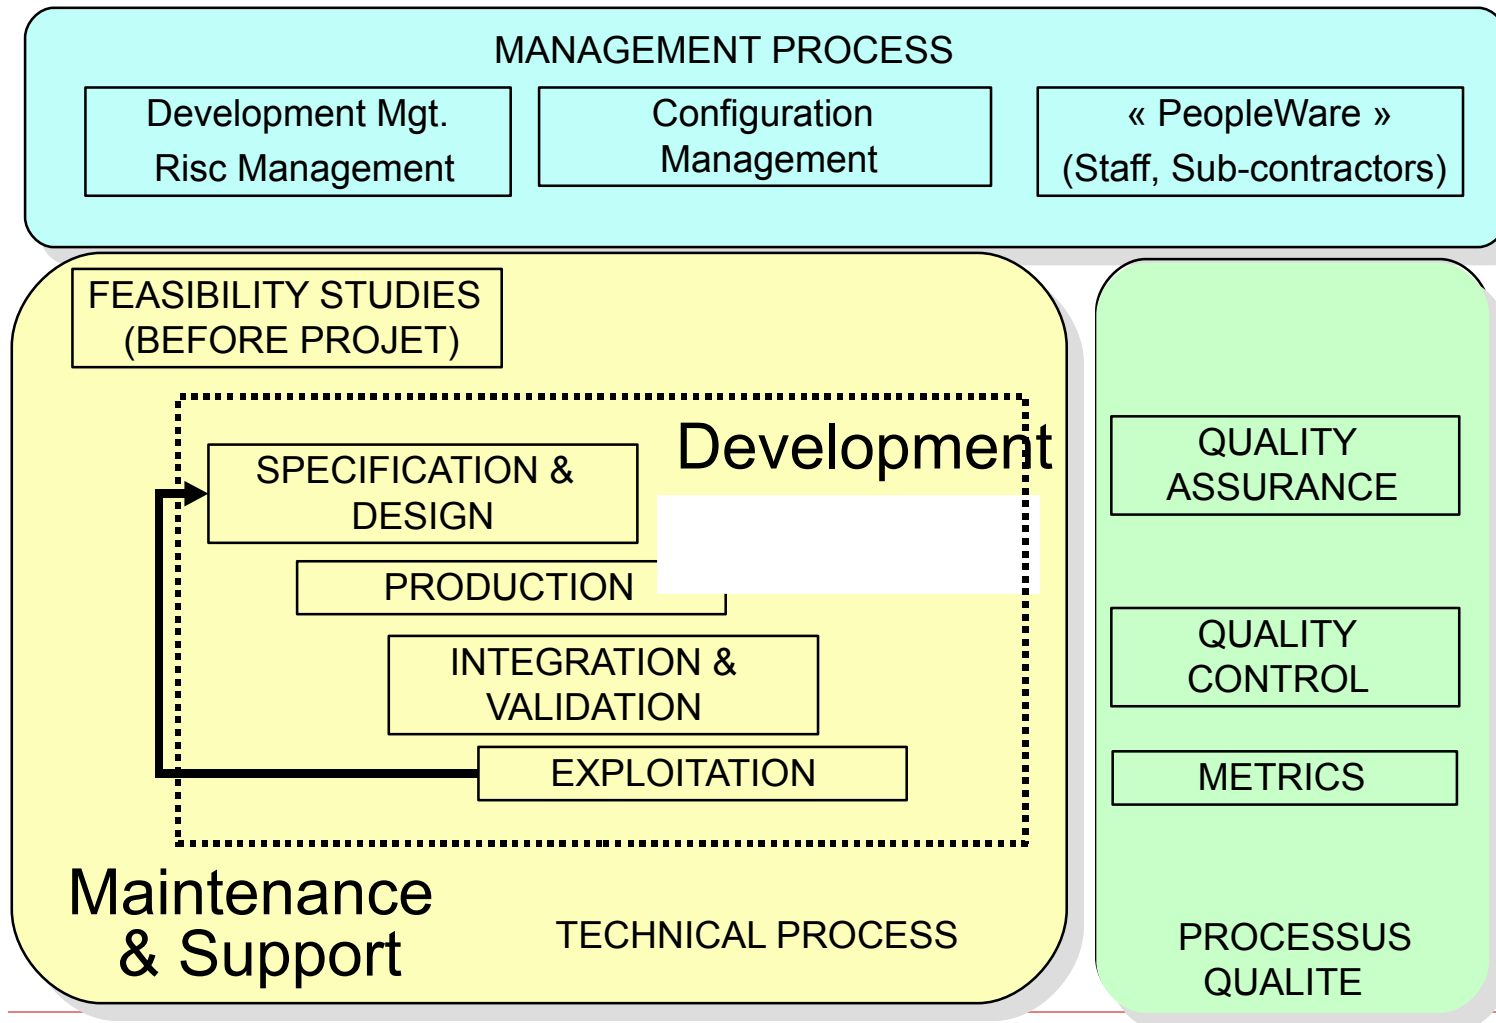 MANAGEMENT PROCESS
Development Mgt.
Risc Management
Configuration
Management
« PeopleWare »
(Staff, Sub-contractors)
FEASIBILITY STUDIES
(BEFORE PROJET)
Development
SPECIFICATION &
DESIGN
PRODUCTION
INTEGRATION &
VALIDATION
EXPLOITATION
Maintenance
& Support
TECHNICAL PROCESS
QUALITY
ASSURANCE
QUALITY
CONTROL
METRICS
PROCESSUS
QUALITE